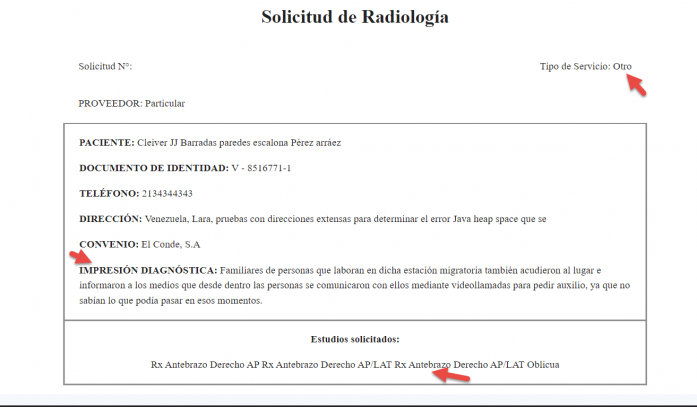 Solicitud de Radiología
Solicitud N°:
Tipo de Servicio: Otro
PROVEEDOR: Particular
PACIENTE: Cleiver JJ Barradas paredes escalona Pérez arráez
DOCUMENTO DE IDENTIDAD: V - 8516771-1
TELÉFONO: 2134344343
DIRECCIÓN: Venezuela, Lara, pruebas con direcciones extensas para determinar el error Java heap space que se
CONVENIO: El Conde, S.A
IMPRESIÓN DIAGNÓSTICA: Familiares de personas que laboran en dicha estación migratoria también acudieron al lugar e
informaron a los medios que desde dentro las personas se comunicaron con ellos mediante videollamadas para pedir auxilio, ya que no
sabían lo que podía pasar en esos momentos.
Estudios solicitados:
Rx Antebrazo Derecho AP Rx Antebrazo Derecho AP/LAT Rx Antebrazo Derecho AP/LAT Oblicua